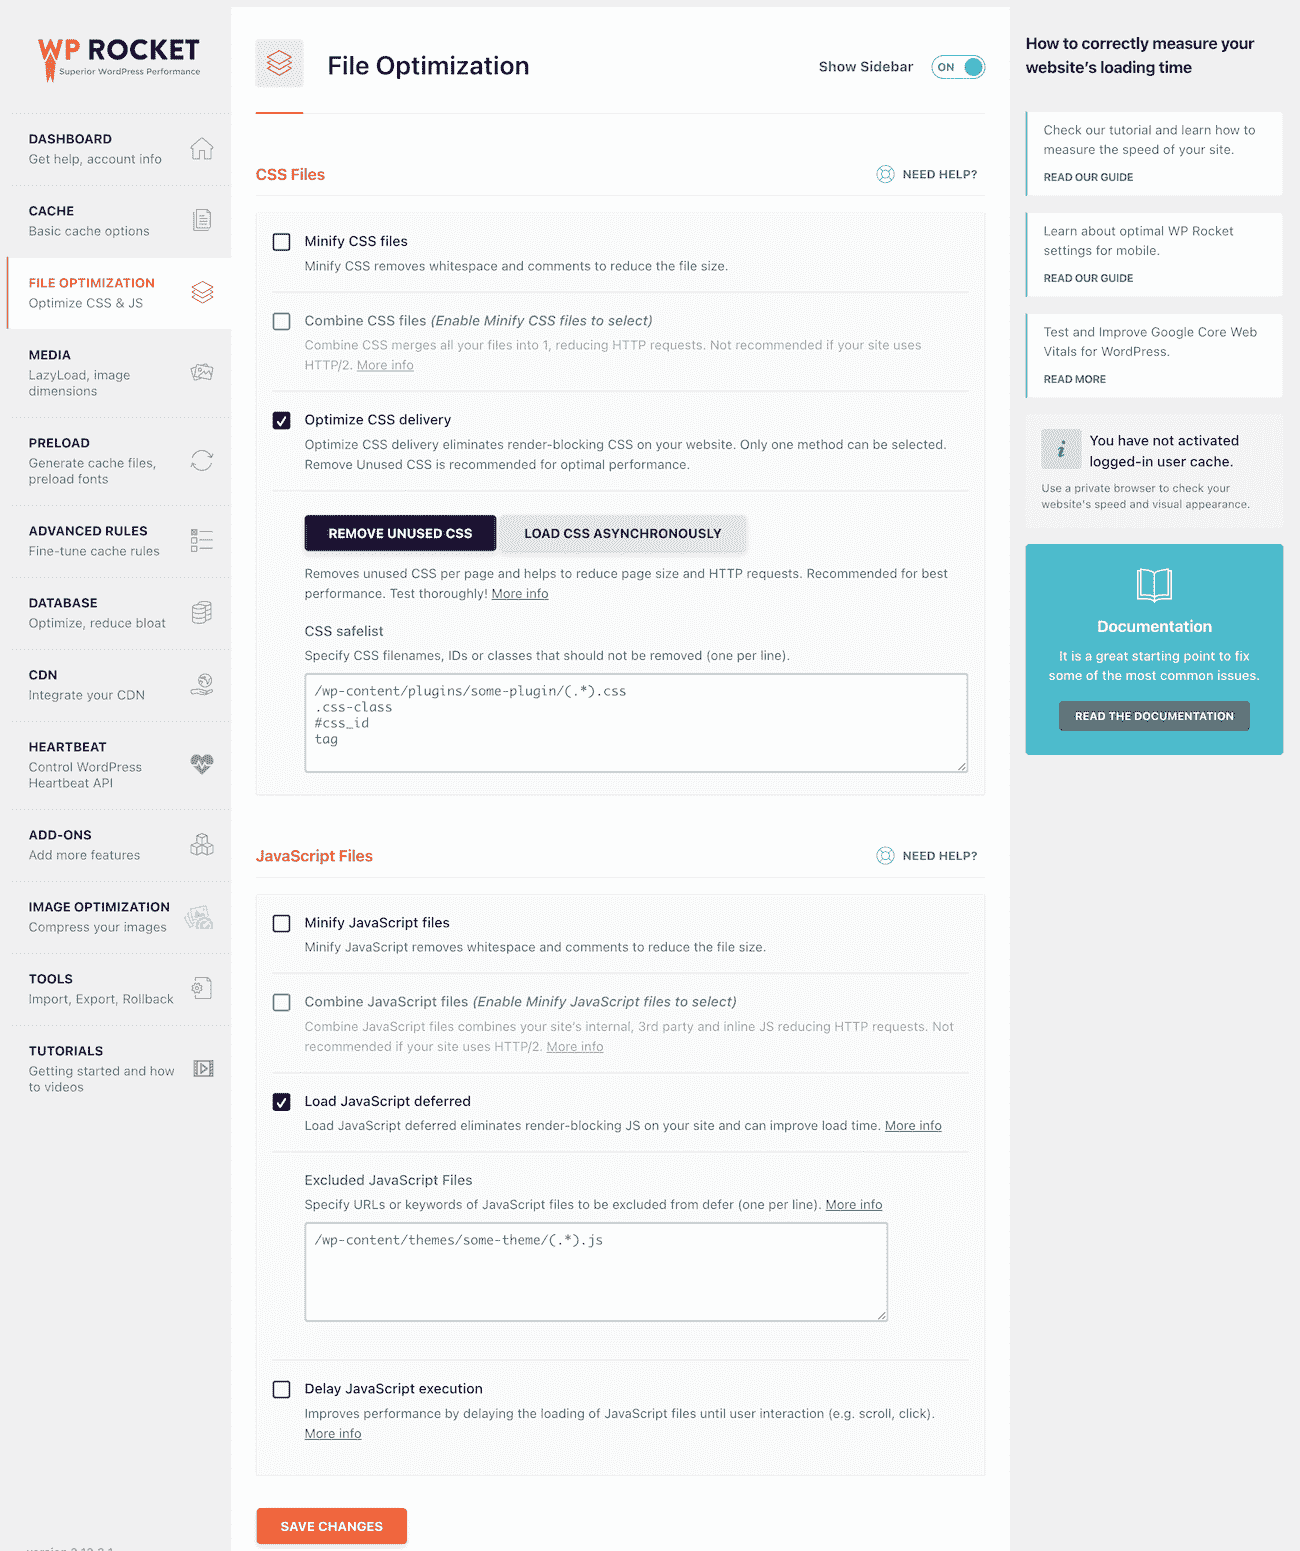 WP ROCKET
Superior WordPress Performance
DASHBOARD
Get help, account info
CACHE
Basic cache options
FILE OPTIMIZATION
Optimize CSS & JS
MEDIA
LazyLoad, image
dimensions
PRELOAD
Generate cache files,
preload fonts
ADVANCED RULES
Fine-tune cache rules
DATABASE
Optimize, reduce bloat
CDN
Integrate your CDN
HEARTBEAT
Control WordPress
Heartbeat API
ADD-ONS
Add more features
IMAGE OPTIMIZATION
Compress your images
TOOLS
Import, Export, Rollback
TUTORIALS
Getting started and how
to videos
File Optimization
Show Sidebar
ON
CSS Files
NEED HELP?
Minify CSS files
Minify CSS removes whitespace and comments to reduce the file size.
Combine CSS files (Enable Minify CSS files to select)
Combine CSS merges all your files into 1, reducing HTTP requests. Not recommended if your site uses
HTTP/2. More info
Optimize CSS delivery
Optimize CSS delivery eliminates render-blocking CSS on your website. Only one method can be selected.
Remove Unused CSS is recommended for optimal performance.
REMOVE UNUSED CSS
LOAD CSS ASYNCHRONOUSLY
Removes unused CSS per page and helps to reduce page size and HTTP requests. Recommended for best
performance. Test thoroughly! More info
CSS safelist
Specify CSS filenames, IDs or classes that should not be removed (one per line).
/wp-content/plugins/some-plugin/(.*).css
.css-class
#css_id
tag
JavaScript Files
NEED HELP?
Minify JavaScript files
Minify JavaScript removes whitespace and comments to reduce the file size.
Combine JavaScript files (Enable Minify JavaScript files to select)
Combine JavaScript files combines your site's internal, 3rd party and inline JS reducing HTTP requests. Not
recommended if your site uses HTTP/2. More info
Load JavaScript deferred
Load JavaScript deferred eliminates render-blocking JS on your site and can improve load time. More info
Excluded JavaScript Files
Specify URLs or keywords of JavaScript files to be excluded from defer (one per line). More info
/wp-content/themes/some-theme/(.*).js
Delay JavaScript execution
Improves performance by delaying the loading of JavaScript files until user interaction (e.g. scroll, click).
More info
SAVE CHANGES
How to correctly measure your
website's loading time
Check our tutorial and learn how to
measure the speed of your site.
READ OUR GUIDE
Learn about optimal WP Rocket
settings for mobile.
READ OUR GUIDE
Test and Improve Google Core Web
Vitals for WordPress.
READ MORE
You have not activated
logged-in user cache.
Use a private browser to check your
website's speed and visual appearance.
Documentation
It is a great starting point to fix
some of the most common issues.
READ THE DOCUMENTATION